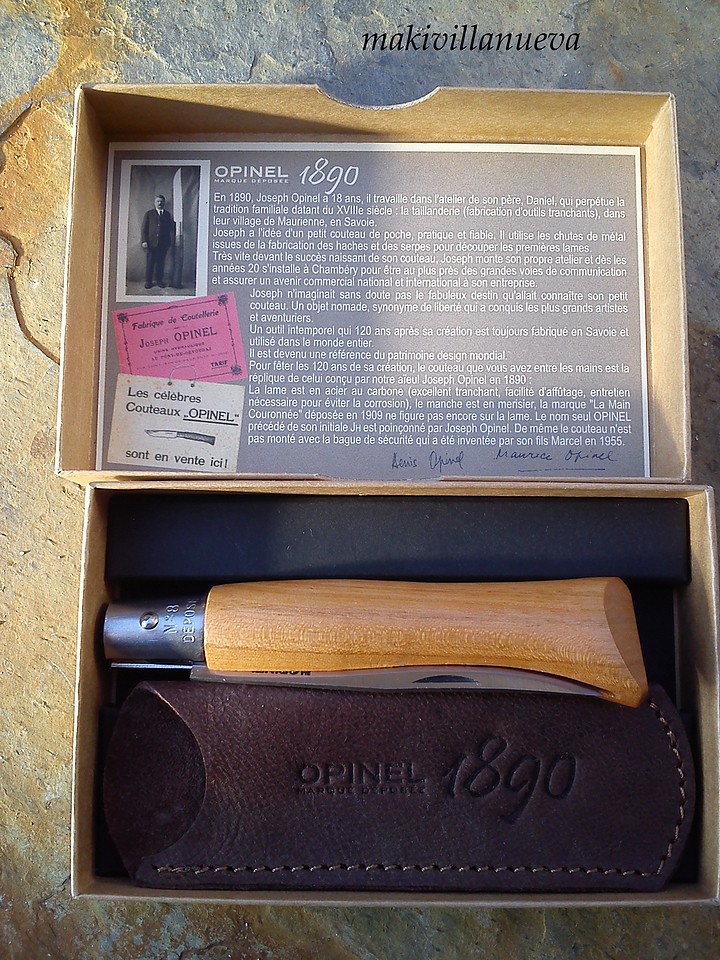 makivillanueva
OPINEL 1890
MARQUE DÉPOSÉE
En 1890, Joseph Opinel a 18 ans, il travaille dans l'atelier de son père, Daniel, qui perpétue la
tradition familiale datant du XVIIIe siècle : la taillanderie (fabrication d'outils tranchants), dans
leur village de Maurienne, en Savoie.
Joseph a l'idée d'un petit couteau de poche, pratique et fiable. Il utilise les chutes de métal
issues de la fabrication des haches et des serpes pour découper les premières lames.
Très vite devant le succès naissant de son couteau, Joseph monte son propre atelier et dès les
années 20 s'installe à Chambéry pour être au plus près des grandes voies de communication
et assurer un avenir commercial national et international à son entreprise.
Joseph n'imaginait sans doute pas le fabuleux destin qu'allait connaître son petit
couteau. Un objet nomade, synonyme de liberté qui a conquis les plus grands artistes
et aventuriers.
Un outil intemporel qui 120 ans après sa création est toujours fabriqué en Savoie et
utilisé dans le monde entier.
Il est devenu une référence du patrimoine design mondial.
Pour fêter les 120 ans de sa création, le couteau que vous avez entre les mains est la
réplique de celui conçu par notre aïeul Joseph Opinel en 1890 :
La lame est en acier au carbone (excellent tranchant, facilité d'affûtage, entretien
nécessaire pour éviter la corrosion), le manche est en merisier, la marque "La Main
Couronnée" déposée en 1909 ne figure pas encore sur la lame. Le nom seul OPINEL
précédé de son initiale JH est poinçonné par Joseph Opinel. De même le couteau n'est
pas monté avec la bague de sécurité qui a été inventée par son fils Marcel en 1955.
Denis Opinel Maurice Opinel
Fabrique de Coutellerie
JOSEPH OPINEL
USINE HYDRAULIQUE
TARIF
Les célèbres
Couteaux „OPINEL"
sont en vente ici!
N°8
DEPOSE
OPINEL 1890
MARQUE DÉPOSÉE